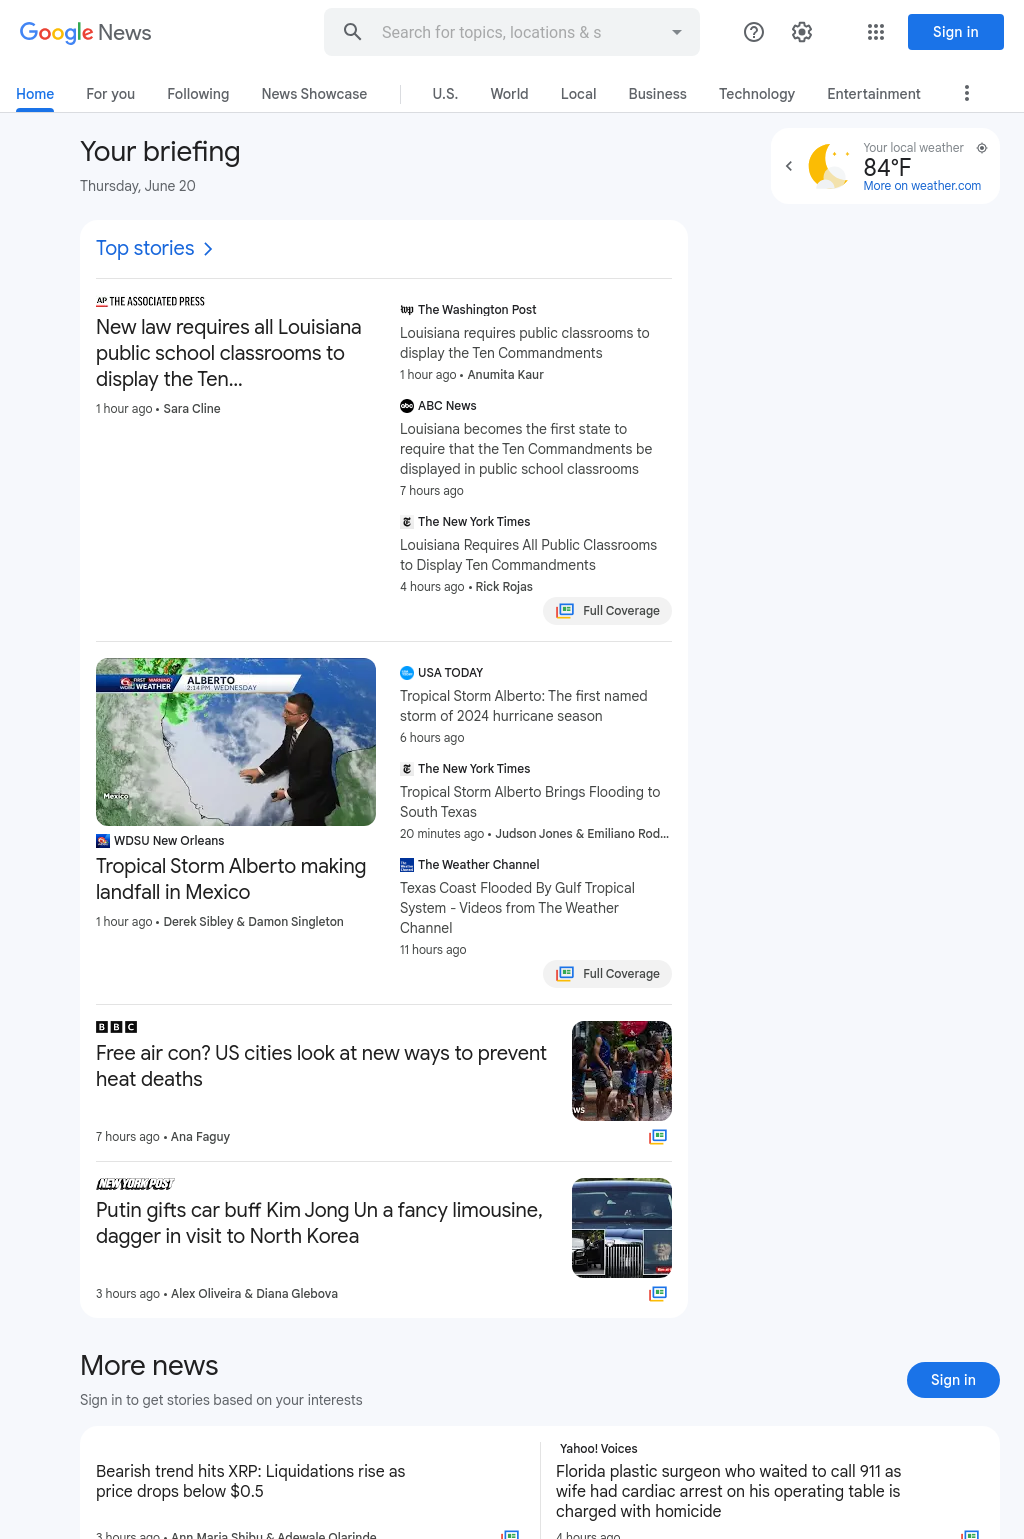 Google News
Search for topics, locations & s
Sign in
Home
For you
Following
News Showcase
U.S.
World
Local
Business
Technology
Entertainment
Your briefing
Thursday, June 20
Your local weather
84°F
More on weather.com
Top stories
AP THE ASSOCIATED PRESS
New law requires all Louisiana
public school classrooms to
display the Ten...
1 hour ago • Sara Cline
wp The Washington Post
Louisiana requires public classrooms to
display the Ten Commandments
1 hour ago • Anumita Kaur
abc ABC News
Louisiana becomes the first state to
require that the Ten Commandments be
displayed in public school classrooms
7 hours ago
The New York Times
Louisiana Requires All Public Classrooms
to Display Ten Commandments
4 hours ago • Rick Rojas
Full Coverage
FIRST WARNING
WEATHER
ALBERTO
2:14 PM WEDNESDAY
Mexico
WDSU New Orleans
Tropical Storm Alberto making
landfall in Mexico
1 hour ago • Derek Sibley & Damon Singleton
USA TODAY
Tropical Storm Alberto: The first named
storm of 2024 hurricane season
6 hours ago
The New York Times
Tropical Storm Alberto Brings Flooding to
South Texas
20 minutes ago • Judson Jones & Emiliano Rod...
The Weather Channel
Texas Coast Flooded By Gulf Tropical
System - Videos from The Weather
Channel
11 hours ago
Full Coverage
BBC
Free air con? US cities look at new ways to prevent
heat deaths
7 hours ago • Ana Faguy
ws
NEW YORK POST
Putin gifts car buff Kim Jong Un a fancy limousine,
dagger in visit to North Korea
3 hours ago • Alex Oliveira & Diana Glebova
More news
Sign in to get stories based on your interests
Sign in
Bearish trend hits XRP: Liquidations rise as
price drops below $0.5
3 hours ago • Ann Maria Shibu & Adewale Olarinde
Yahoo! Voices
Florida plastic surgeon who waited to call 911 as
wife had cardiac arrest on his operating table is
charged with homicide
4 hours ago